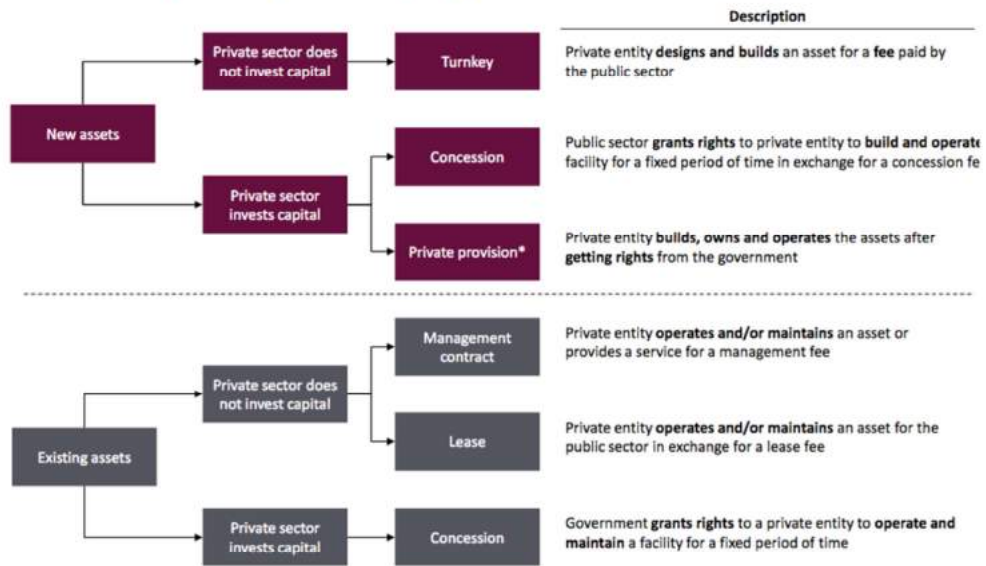 Description
Private sector does
not invest capital
Turnkey
Private entity designs and builds an asset for a fee paid by
the public sector
New assets
Concession
Public sector grants rights to private entity to build and operate
facility for a fixed period of time in exchange for a concession fe
Private sector
invests capital
Private provision*
Private entity builds, owns and operates the assets after
getting rights from the government
Management
contract
Private entity operates and/or maintains an asset or
provides a service for a management fee
Private sector does
not invest capital
Lease
Private entity operates and/or maintains an asset for the
public sector in exchange for a lease fee
Existing assets
Private sector
invests capital
Concession
Government grants rights to a private entity to operate and
maintain a facility for a fixed period of time